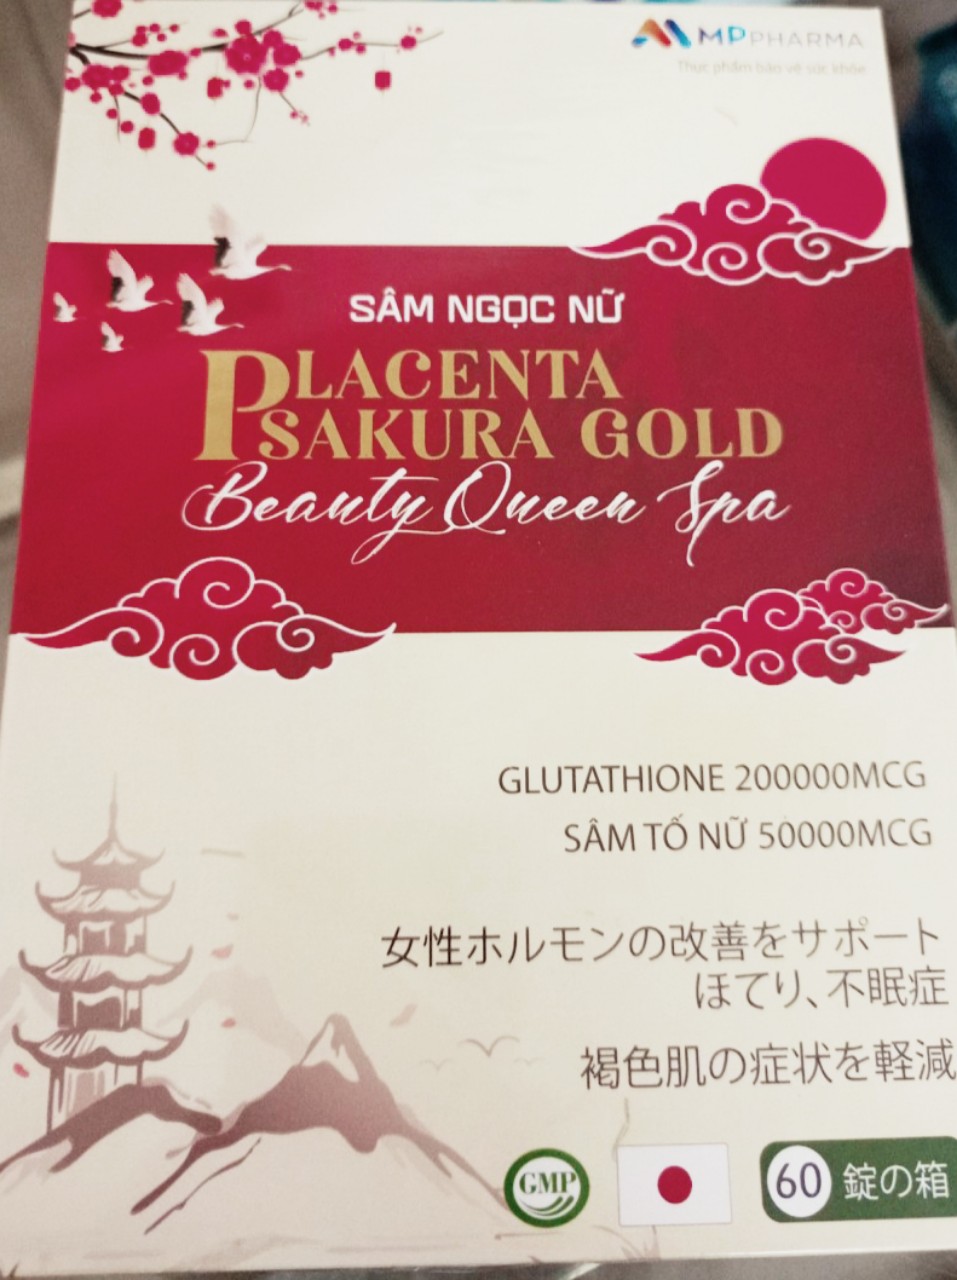 MPPHARMA
Thực phẩm bảo vệ sức khỏe
SÂM NGỌC NỮ
PLACENTA
SAKURA GOLD
Beauty Queen Spa
GLUTATHIONE 200000MCG
SÂM TỐ NỮ 50000MCG
女性ホルモンの改善をサポート
ほてり、不眠症
褐色肌の症状を軽減
GMP
60 錠の箱